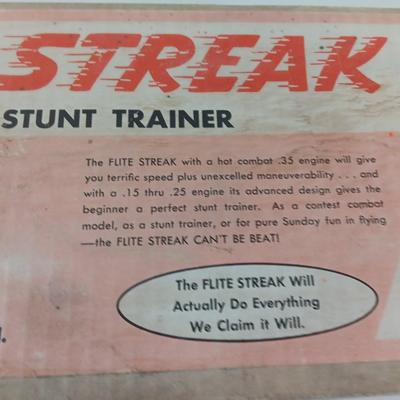 STREAK
STUNT TRAINER
The FLITE STREAK with a hot combat .35 engine will give
you terrific speed plus unexcelled maneuverability . . . and
with a .15 thru .25 engine its advanced design gives the
beginner a perfect stunt trainer. As a contest combat
model, as a stunt trainer, or for pure Sunday fun in flying
—the FLITE STREAK CAN'T BE BEAT!
The FLITE STREAK Will
Actually Do Everything
We Claim it Will.